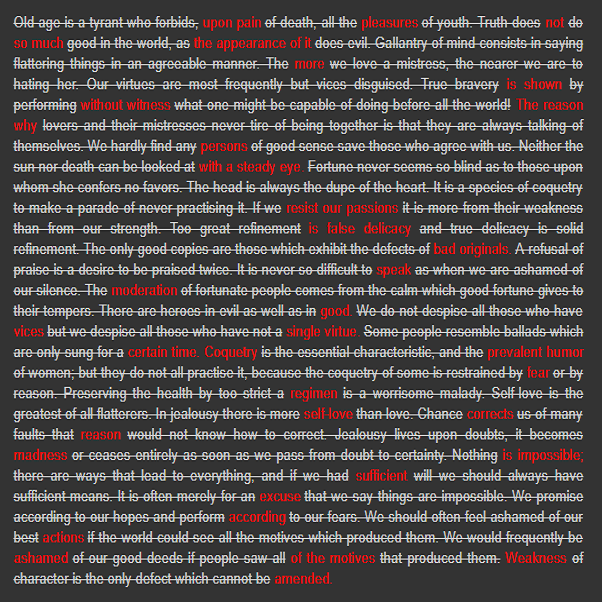 Old age is a tyrant who forbids, upon pain of death, all the pleasures of youth. Truth does not do
so much good in the world, as the appearance of it does evil. Gallantry of mind consists in saying
flattering things in an agreeable manner. The more we love a mistress, the nearer we are to
hating her. Our virtues are most frequently but vices disguised. True bravery is shown by
performing without witness what one might be capable of doing before all the world! The reason
why lovers and their mistresses never tire of being together is that they are always talking of
themselves. We hardly find any persons of good sense save those who agree with us. Neither the
sun nor death can be looked at with a steady eye. Fortune never seems so blind as to those upon
whom she confers no favors. The head is always the dupe of the heart. It is a species of coquetry
to make a parade of never practising it. If we resist our passions it is more from their weakness
than from our strength. Too great refinement is false delicacy and true delicacy is solid
refinement. The only good copies are those which exhibit the defects of bad originals. A refusal of
praise is a desire to be praised twice. It is never so difficult to speak as when we are ashamed of
our silence. The moderation of fortunate people comes from the calm which good fortune gives to
their tempers. There are heroes in evil as well as in good. We do not despise all those who have
vices but we despise all those who have not a single virtue. Some people resemble ballads which
are only sung for a certain time. Coquetry is the essential characteristic, and the prevalent humor
of women; but they do not all practise it, because the coquetry of some is restrained by fear or by
reason. Preserving the health by too strict a regimen is a worrisome malady. Self love is the
greatest of all flatterers. In jealousy there is more self-love than love. Chance corrects us of many
faults that reason would not know how to correct. Jealousy lives upon doubts, it becomes
madness or ceases entirely as soon as we pass from doubt to certainty. Nothing is impossible;
there are ways that lead to everything, and if we had sufficient will we should always have
sufficient means. It is often merely for an excuse that we say things are impossible. We promise
according to our hopes and perform according to our fears. We should often feel ashamed of our
best actions if the world could see all the motives which produced them. We would frequently be
ashamed of our good deeds if people saw all of the motives that produced them. Weakness of
character is the only defect which cannot be amended.